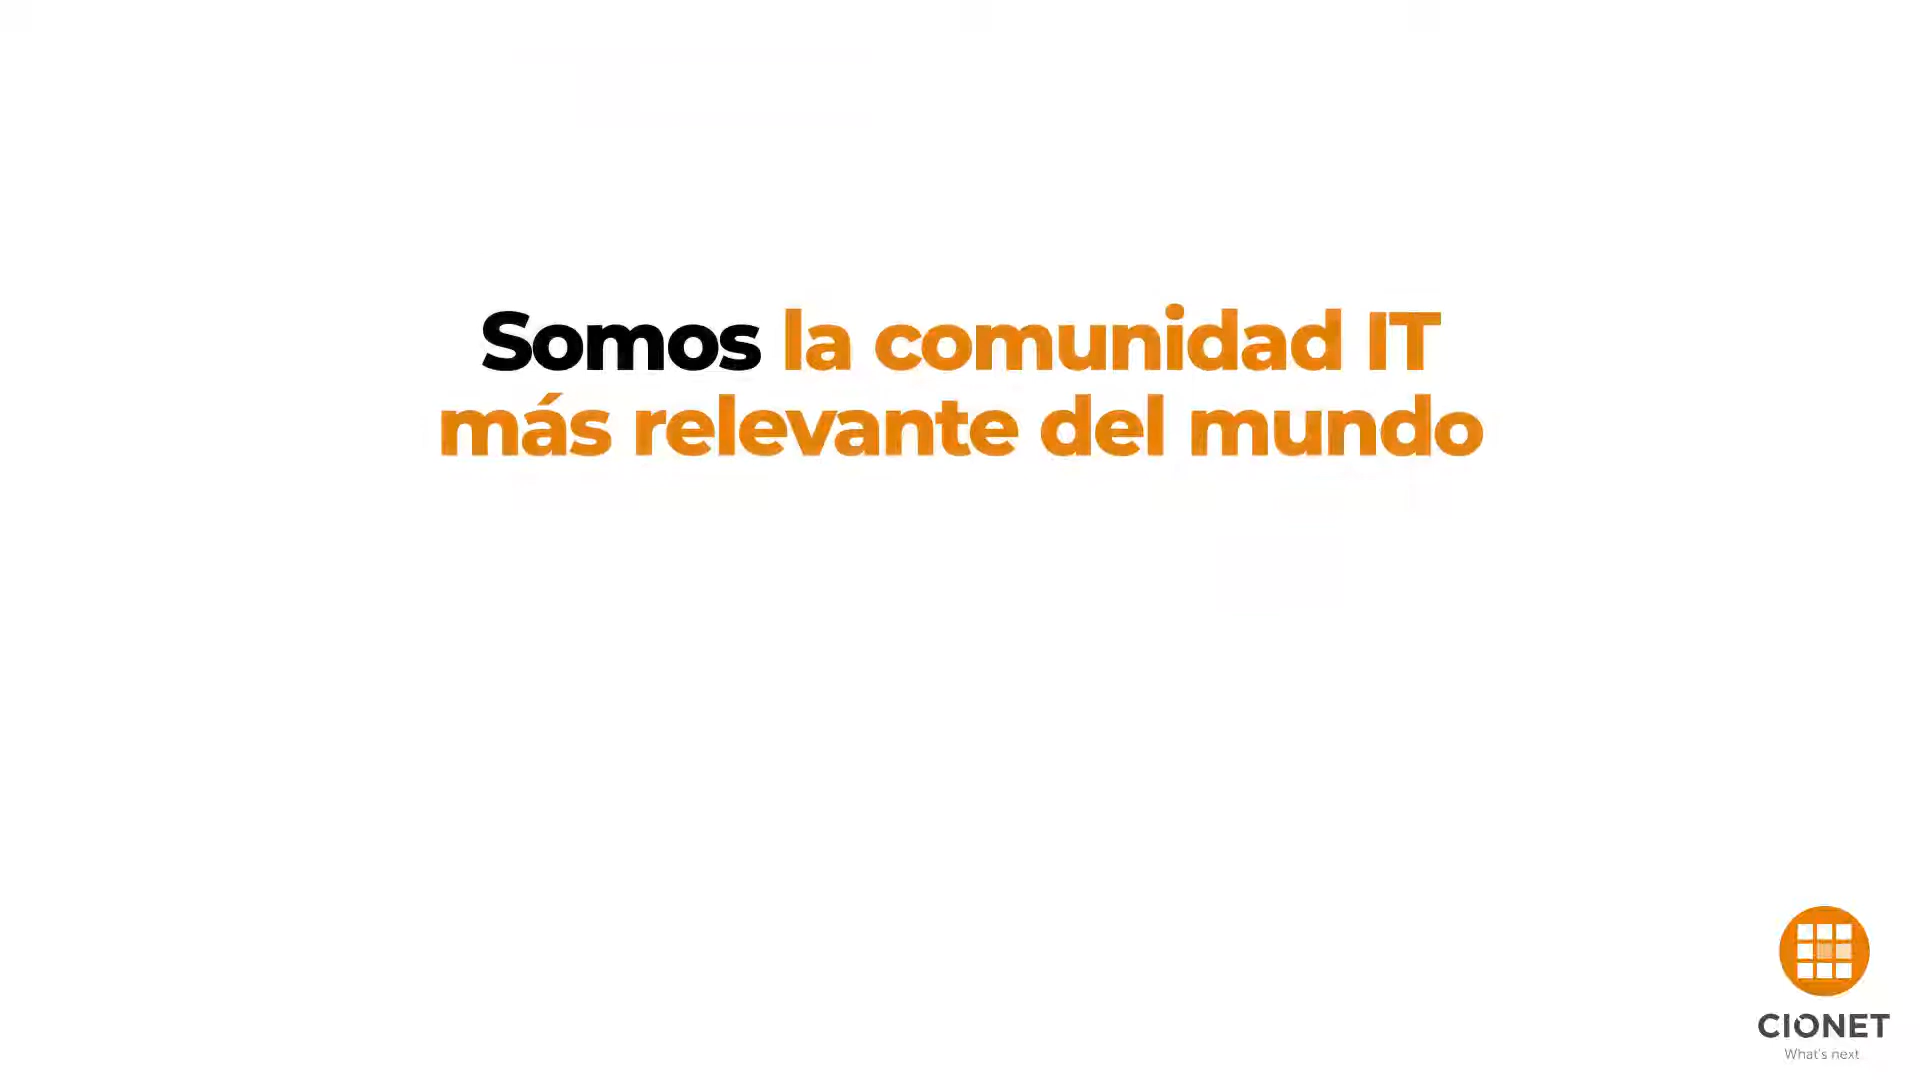 Somos la comunidad IT
más relevante del mundo
CIONET
What's next